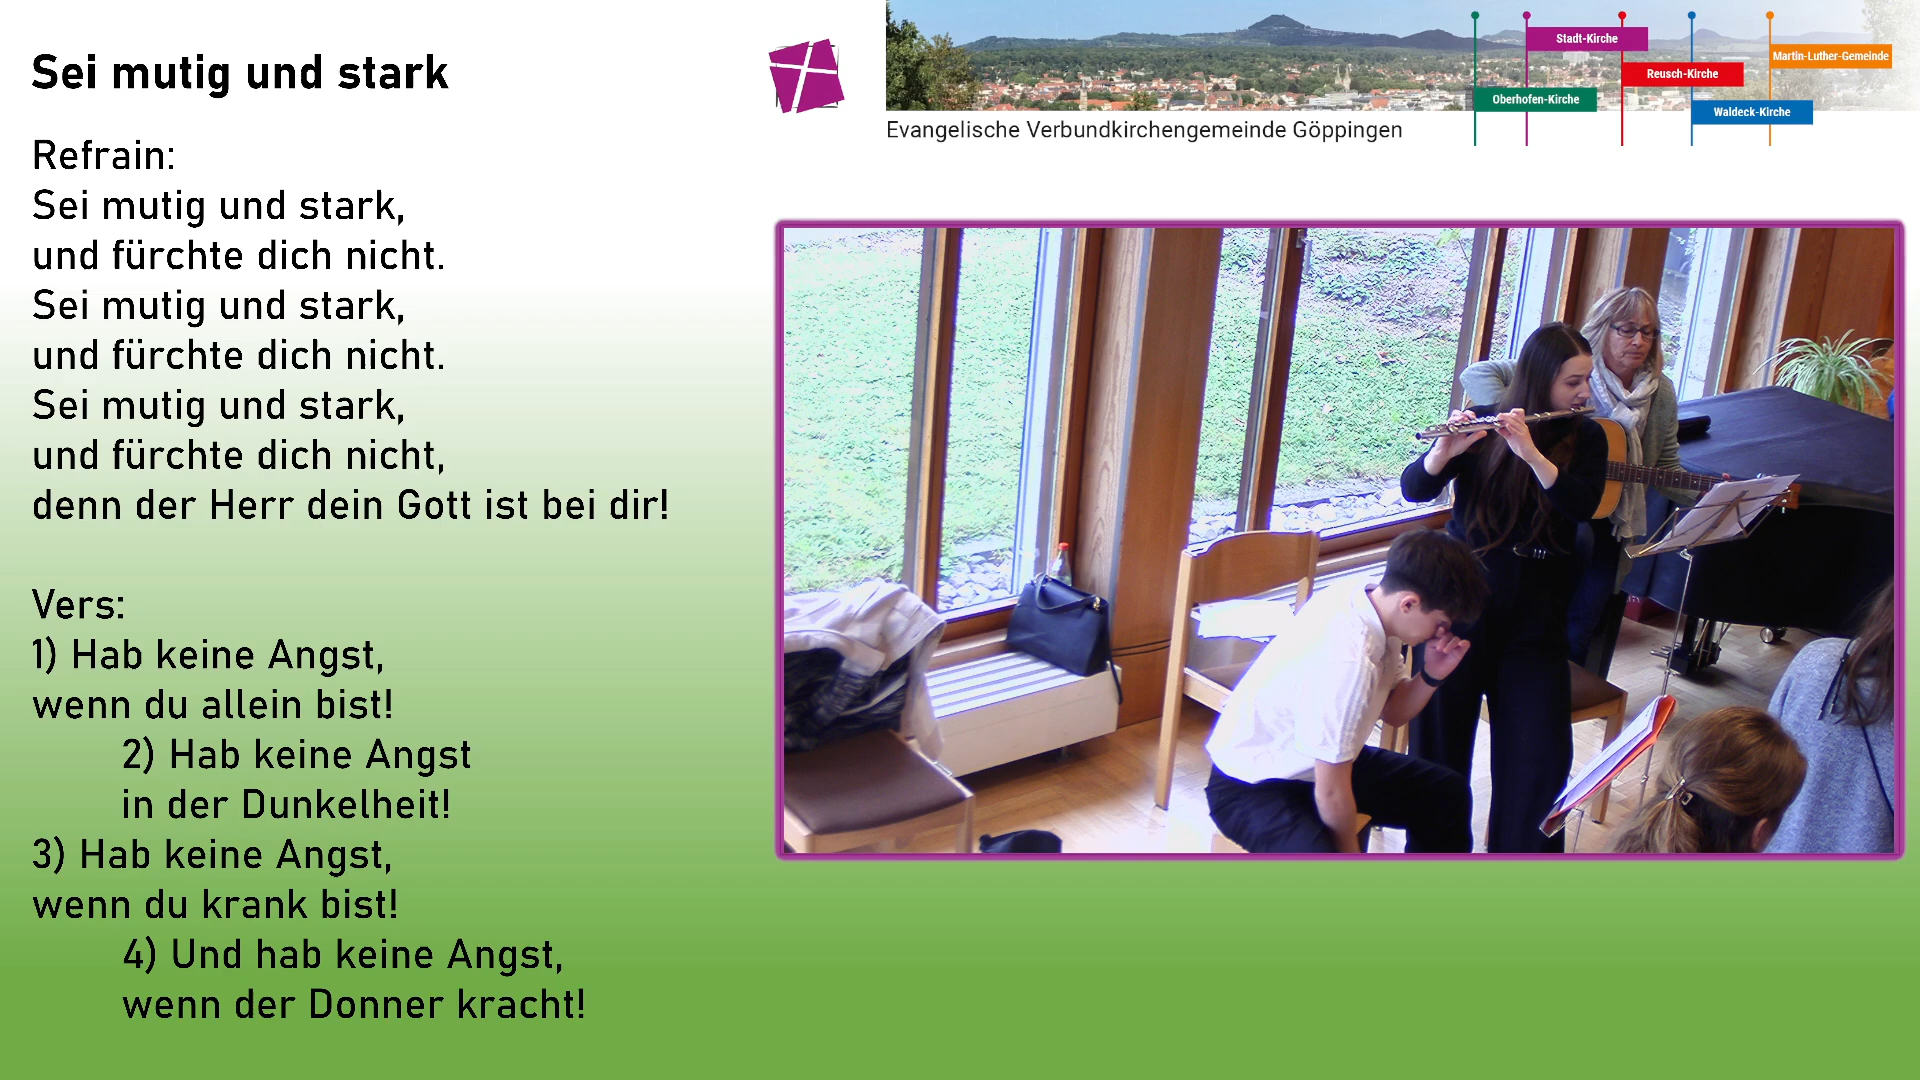 Sei mutig und stark
Refrain:
Sei mutig und stark,
und fürchte dich nicht.
Sei mutig und stark,
und fürchte dich nicht.
Sei mutig und stark,
und fürchte dich nicht,
denn der Herr dein Gott ist bei dir!
Vers:
1) Hab keine Angst,
wenn du allein bist!
2) Hab keine Angst
in der Dunkelheit!
3) Hab keine Angst,
wenn du krank bist!
4) Und hab keine Angst,
wenn der Donner kracht!
Stadt-Kirche
Martin-Luther-Gemeinde
Reusch-Kirche
Oberhofen-Kirche
Waldeck-Kirche
Evangelische Verbundkirchengemeinde Göppingen